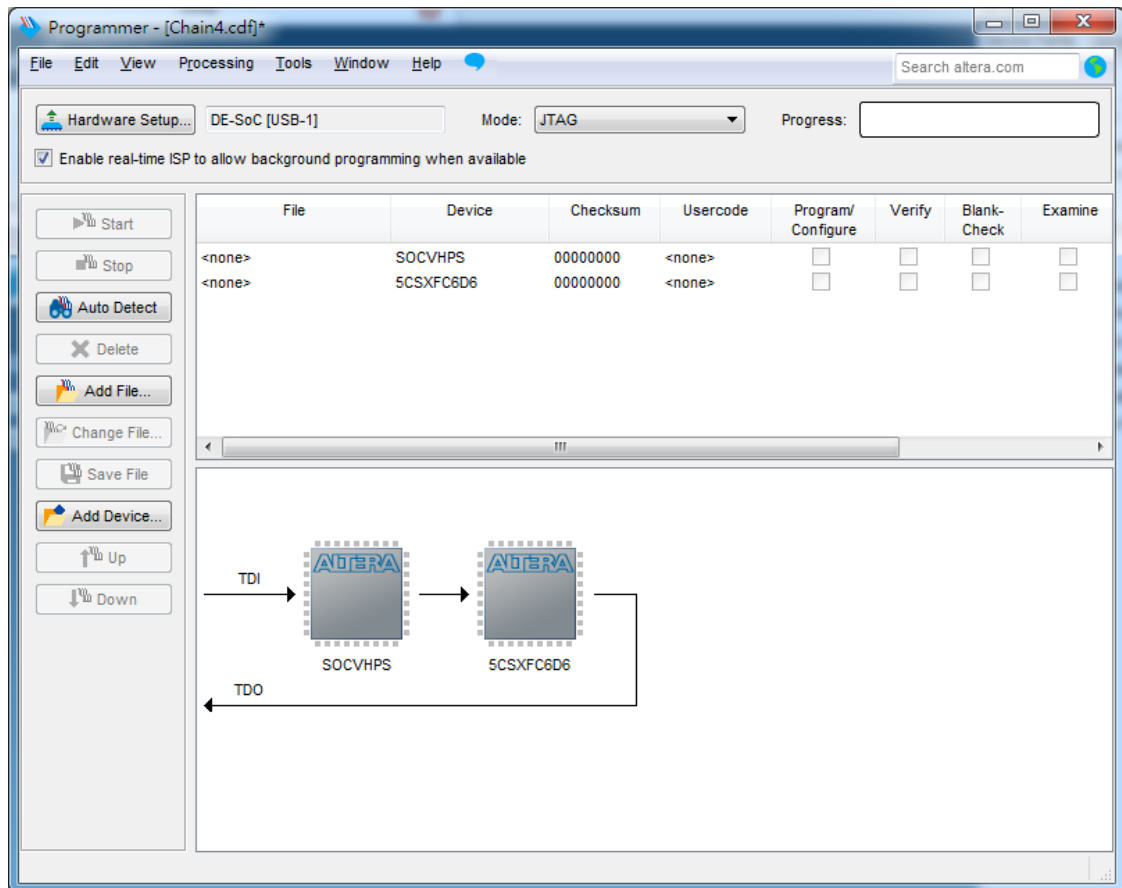 Programmer - [Chain4.cdf]*
File Edit View Processing Tools Window Help
Search altera.com
Hardware Setup... DE-SoC [USB-1] Mode: JTAG Progress:
Enable real-time ISP to allow background programming when available
Start
Stop
Auto Detect
Delete
Add File...
Change File...
Save File
Add Device...
Up
Down
File Device Checksum Usercode Program/ Configure Verify Blank- Check Examine
<none> SOCVHPS 00000000 <none>
<none> 5CSXFC6D6 00000000 <none>
TDI
ALTERA
ALTERA
SOCVHPS
5CSXFC6D6
TDO